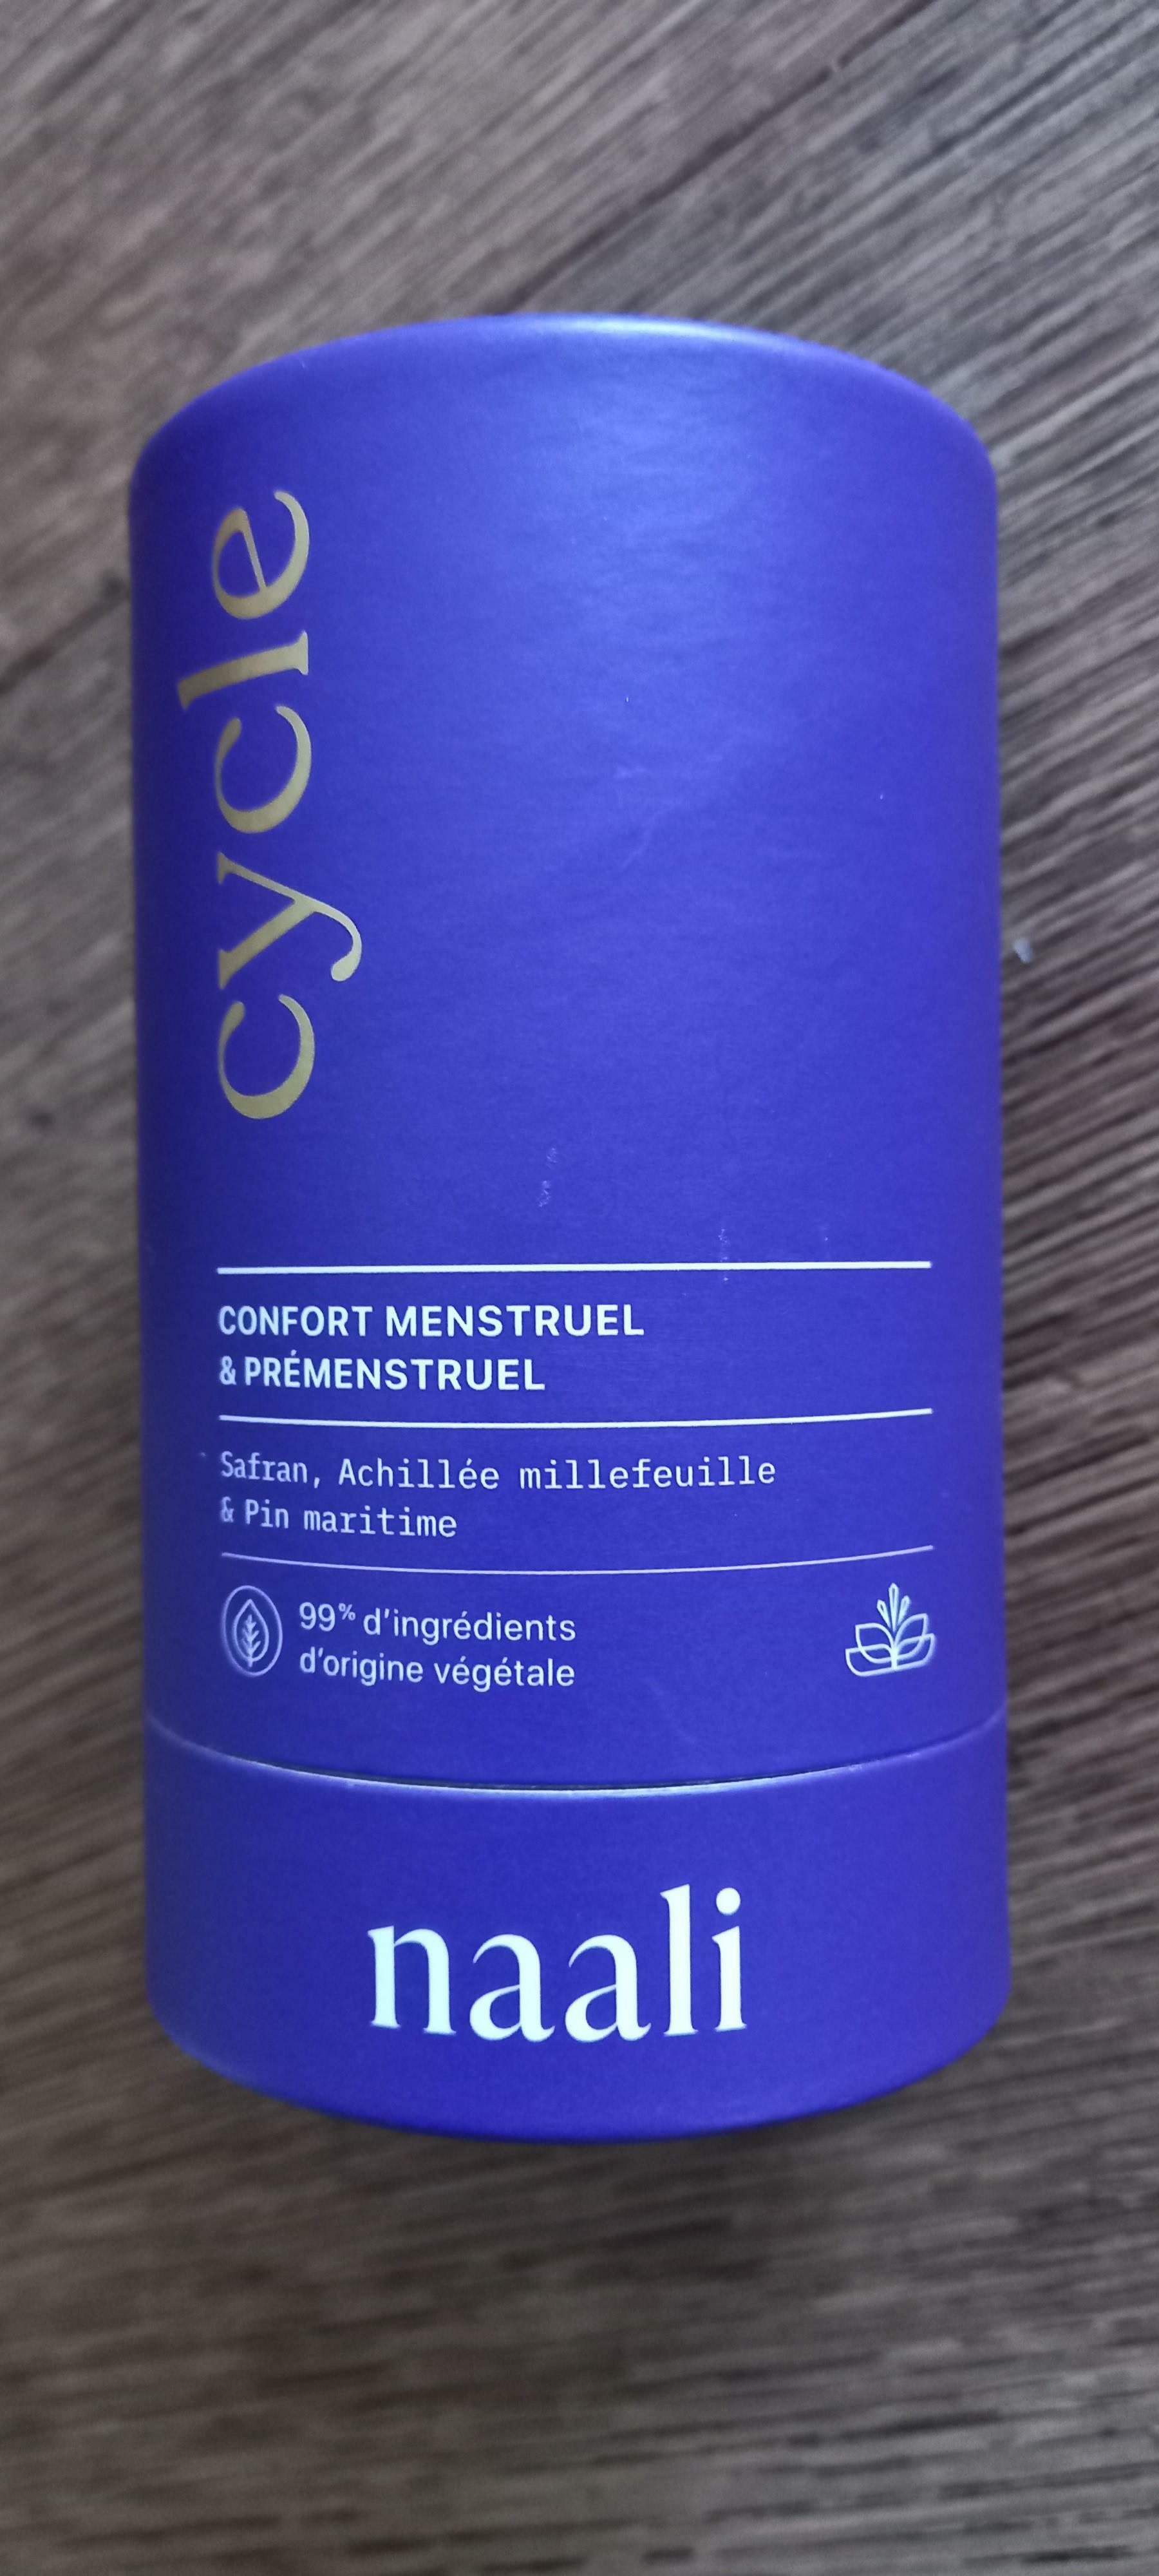 cycle
CONFORT MENSTRUEL
& PRÉMENSTRUEL
Safran, Achillée millefeuille
& Pin maritime
99% d'ingrédients
d'origine végétale
naali